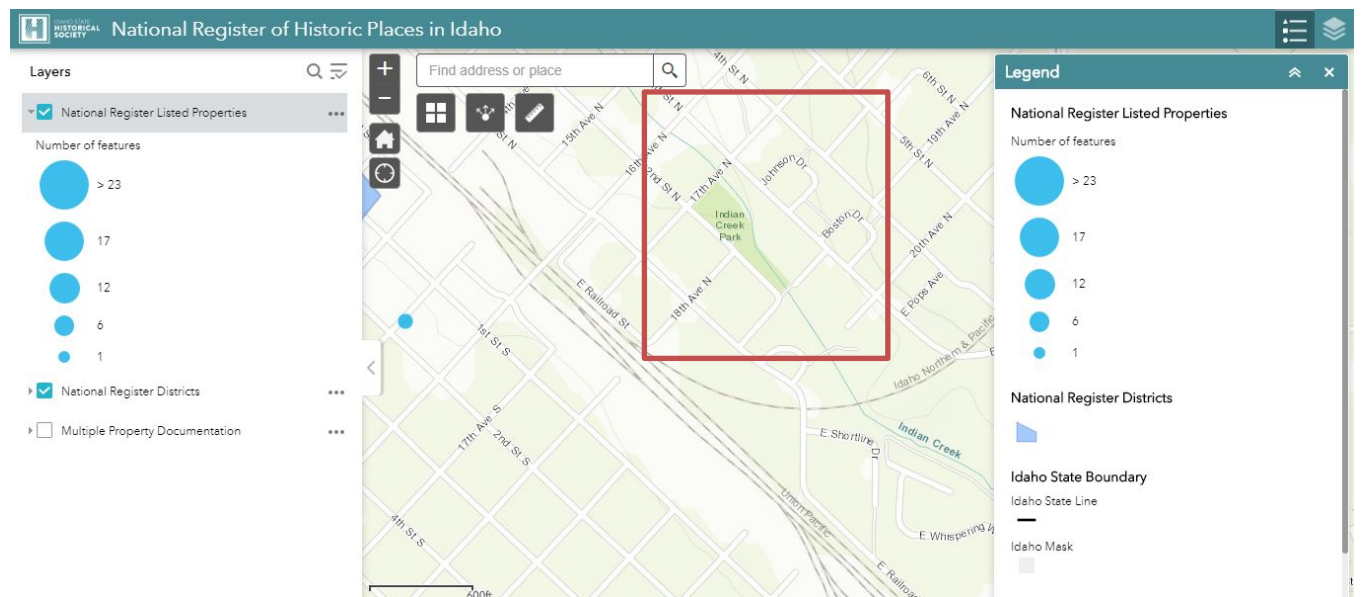 IDAHO STATE
HISTORICAL
SOCIETY
National Register of Historic Places in Idaho
Layers
National Register Listed Properties
Number of features
> 23
17
12
6
1
National Register Districts
Multiple Property Documentation
Find address or place
4th St N
6th St N
15th Ave N
16th Ave N
17th Ave N
2nd St N
Johnson Dr
5th St N
19th Ave N
Indian
Creek
Park
Boston Dr
20th Ave N
18th Ave N
E Pops Ave
E Railroad St
1st St S
Idaho Northern & Pacific
17th Ave S
2nd St S
E Shortline Dr
Indian Creek
Union Pacific
4th St S
E Whispering
E Railroad
600ft
Legend
National Register Listed Properties
Number of features
> 23
17
12
6
1
National Register Districts
Idaho State Boundary
Idaho State Line
Idaho Mask